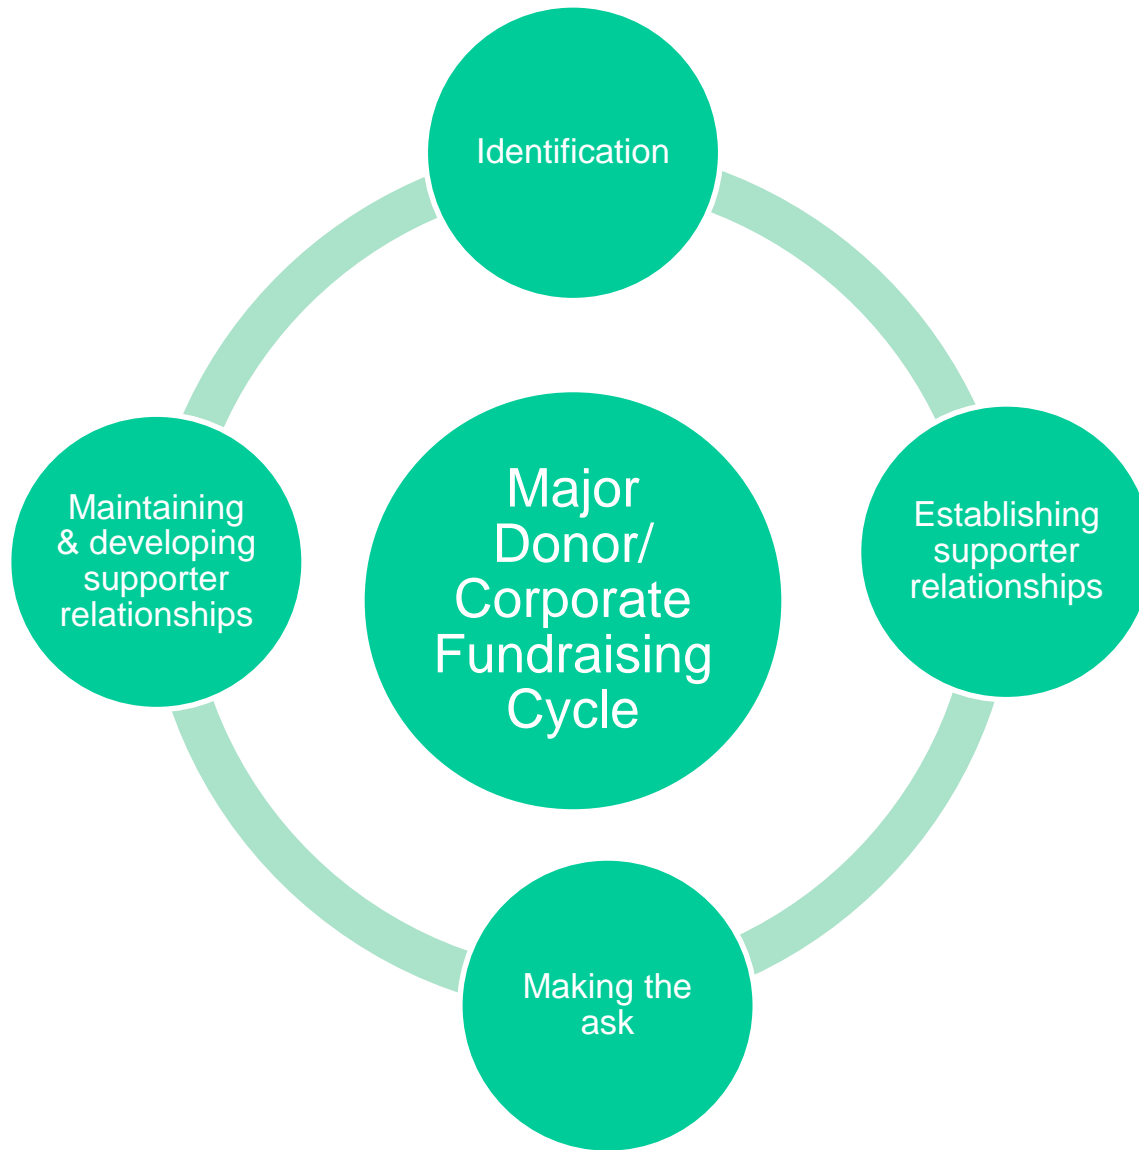 Identification
Major
Donor/
Corporate
Fundraising
Cycle
Establishing
supporter
relationships
Making the
ask
Maintaining
& developing
supporter
relationships